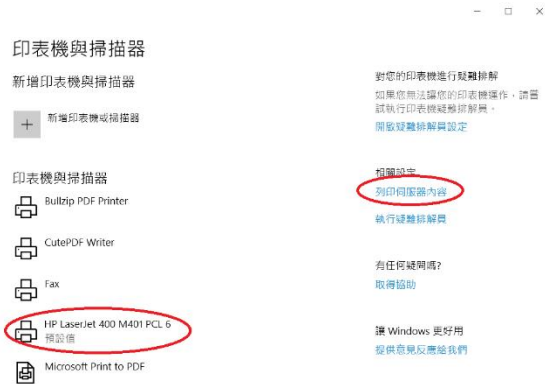 印表機與掃描器
新增印表機與掃描器
新增印表機或掃描器
印表機與掃描器
Bullzip PDF Printer
CutePDF Writer
Fax
HP LaserJet 400 M401 PCL 6
預設值
Microsoft Print to PDF
對您的印表機進行疑難排解
如果您無法讓您的印表機運作，請嘗
試執行印表機疑難排解員。
開啟疑難排解員設定
相關設定
列印伺服器內容
執行疑難排解員
有任何疑問嗎?
取得協助
讓 Windows 更好用
提供意見反應給我們